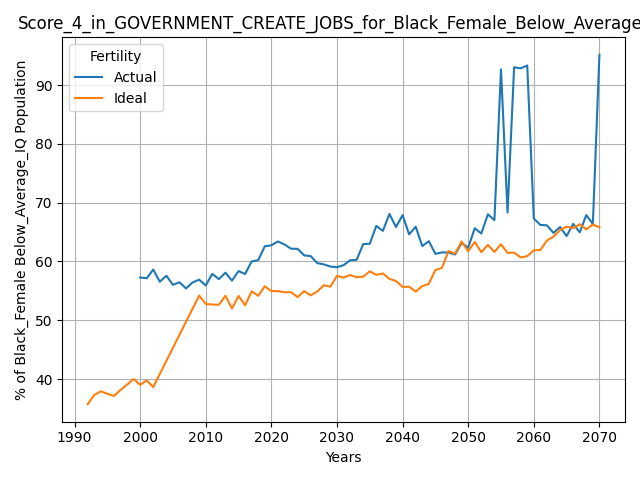 Score_4_in_GOVERNMENT_CREATE_JOBS_for_Black_Female_Below_Average
Fertility
Actual
Ideal
% of Black_Female Below_Average_IQ Population
90
80
70
60
50
40
1990 2000 2010 2020 2030 2040 2050 2060 2070
Years